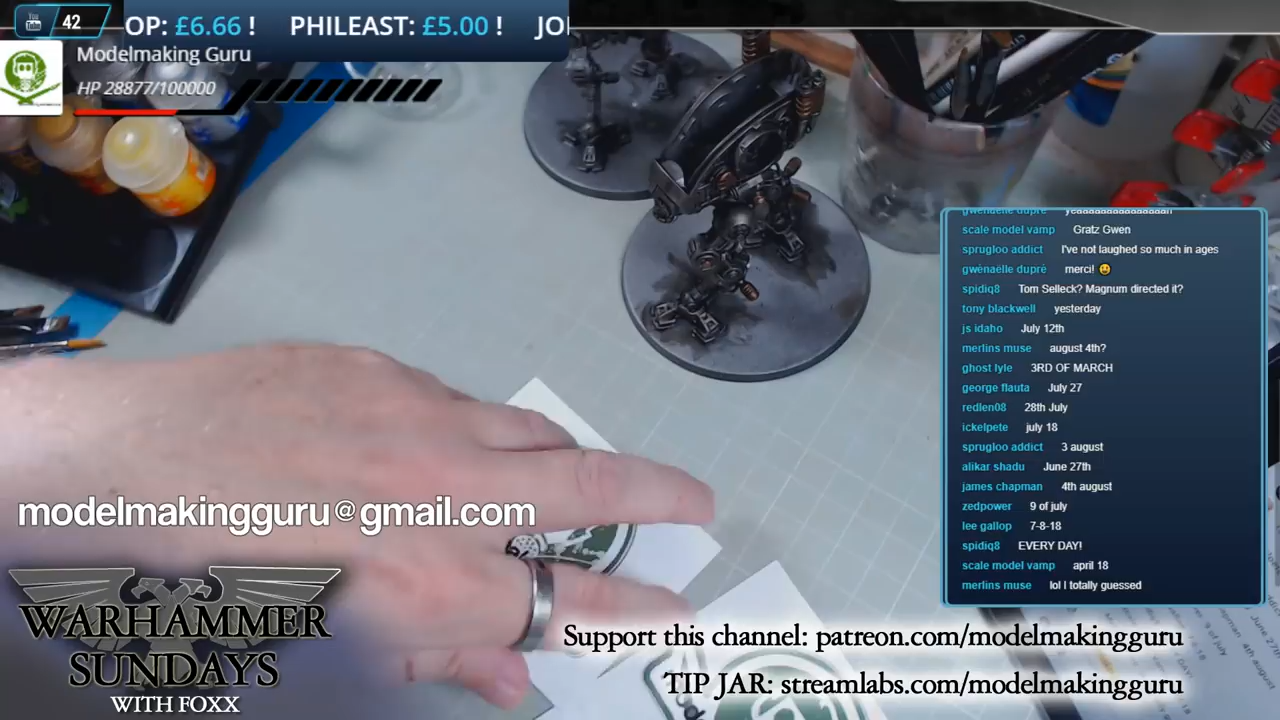 42
OP: £6.66 !   PHILEAST: £5.00 !   JO
Modelmaking Guru
HP 28877/100000
scale model vamp Gratz Gwen
sprugloo addict I've not laughed so much in ages
gwénaëlle dupré merci!
spidiq8 Tom Selleck? Magnum directed it?
tony blackwell yesterday
js idaho July 12th
merlins muse august 4th?
ghost lyle 3RD OF MARCH
george flauta July 27
redlen08 28th July
ickelpete july 18
sprugloo addict 3 august
alikar shadu June 27th
james chapman 4th august
zedpower 9 of july
lee gallop 7-8-18
spidiq8 EVERY DAY!
scale model vamp april 18
merlins muse lol I totally guessed
modelmakingguru@gmail.com
WARHAMMER
SUNDAYS
WITH FOXX
Support this channel: patreon.com/modelmakingguru
TIP JAR: streamlabs.com/modelmakingguru